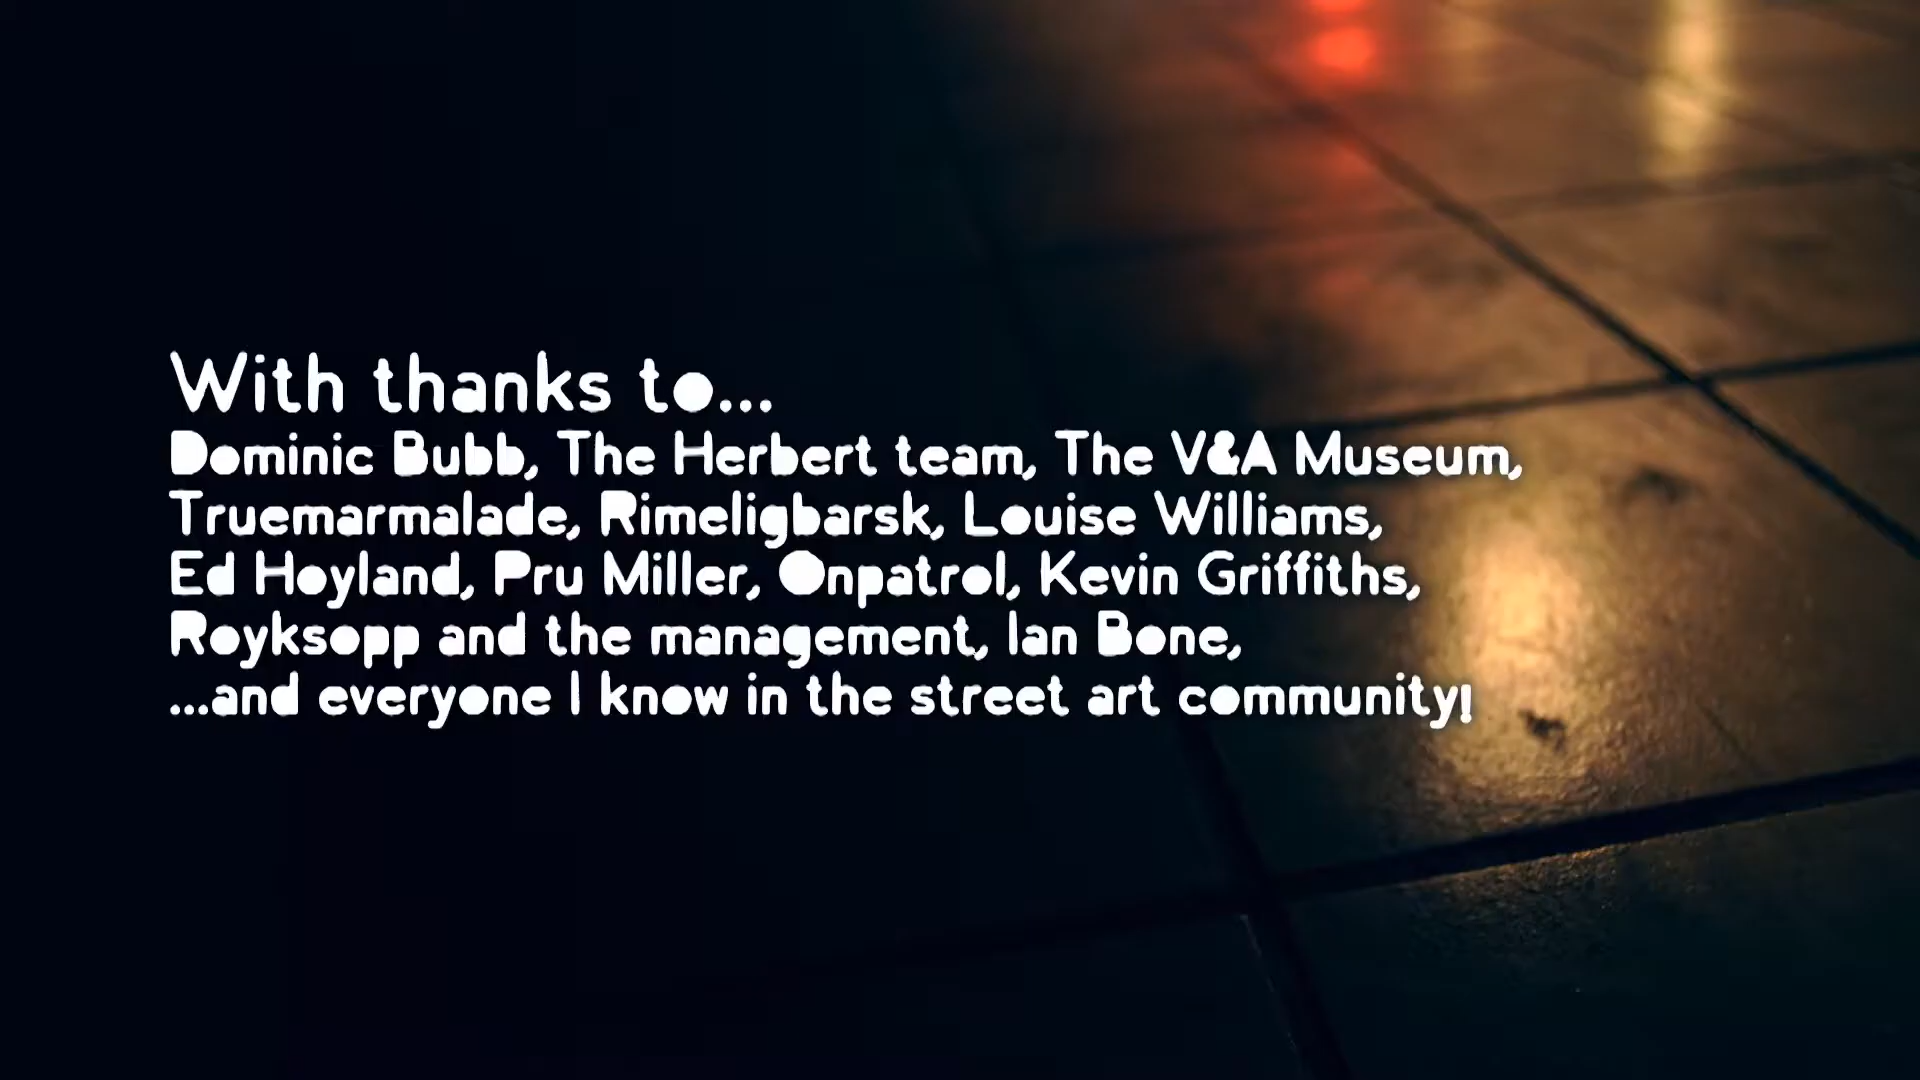 With thanks to...
Dominic Bubb, The Herbert team, The V&A Museum,
Truemarmalade, Rimeligbarsk, Louise Williams,
Ed Hoyland, Pru Miller, Onpatrol, Kevin Griffiths,
Royksopp and the management, Ian Bone,
...and everyone I know in the street art community!